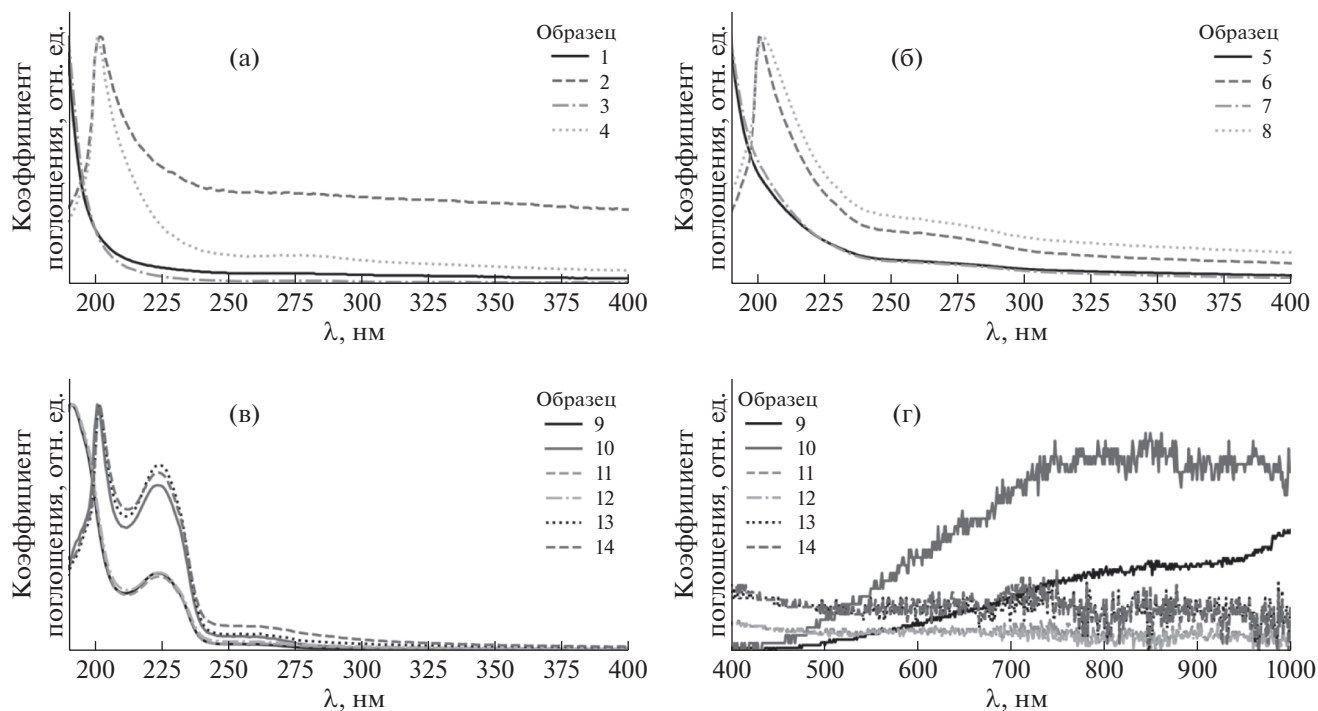 Коэффициент
поглощения, отн. ед.
(а)
Образец
1
2
3
4
200 225 250 275 300 325 350 375 400
λ, нм
Коэффициент
поглощения, отн. ед.
(б)
Образец
5
6
7
8
200 225 250 275 300 325 350 375 400
λ, нм
Коэффициент
поглощения, отн. ед.
(в)
Образец
9
10
11
12
13
14
200 225 250 275 300 325 350 375 400
λ, нм
Коэффициент
поглощения, отн. ед.
Образец
9
10
11
12
13
14
(г)
400 500 600 700 800 900 1000
λ, нм